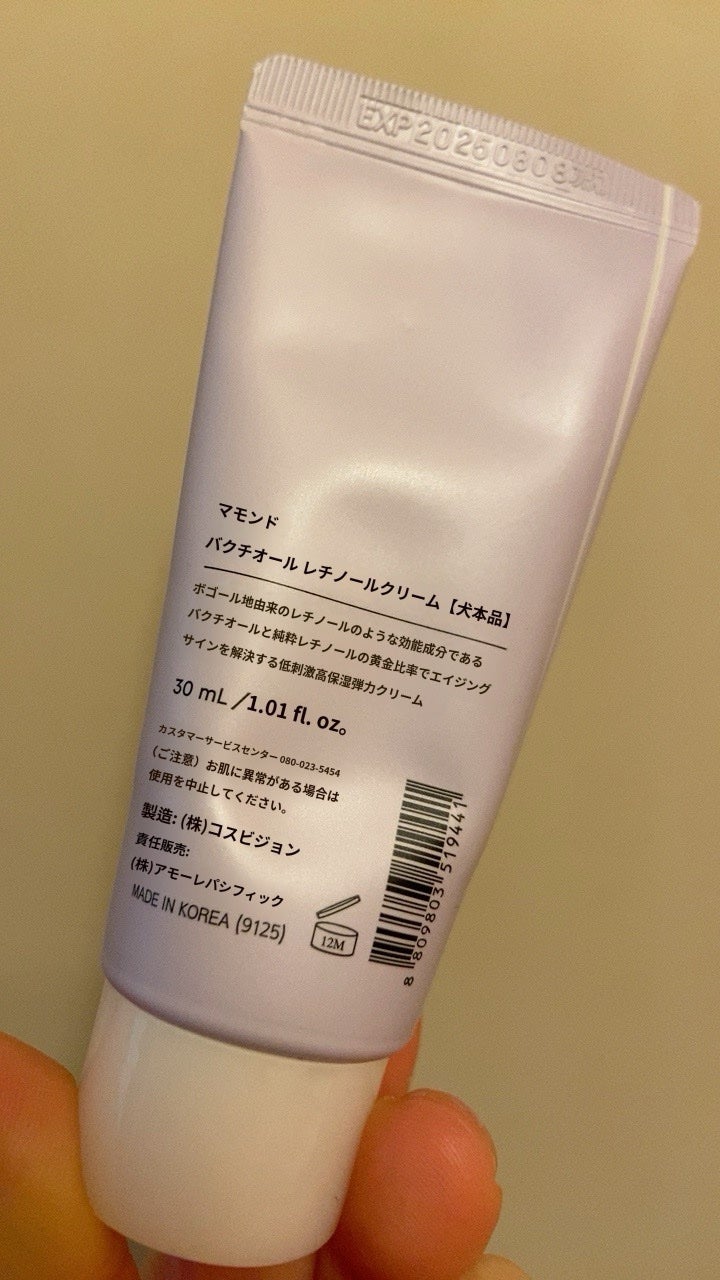 EXP 20250808
マモンド
バクチオール レチノールクリーム【犬本品】
ボゴール地由来のレチノールのような効能成分である
バクチオールと純粋レチノールの黄金比率でエイジング
サインを解決する低刺激高保湿弾力クリーム
30 mL /1.01 fl. oz。
カスタマーサービスセンター 080-023-5454
(ご注意) お肌に異常がある場合は
使用を中止してください。
製造: (株)コスビジョン
責任販売:
(株)アモーレパシフィック
MADE IN KOREA (9125)
12M
8 809803 519441